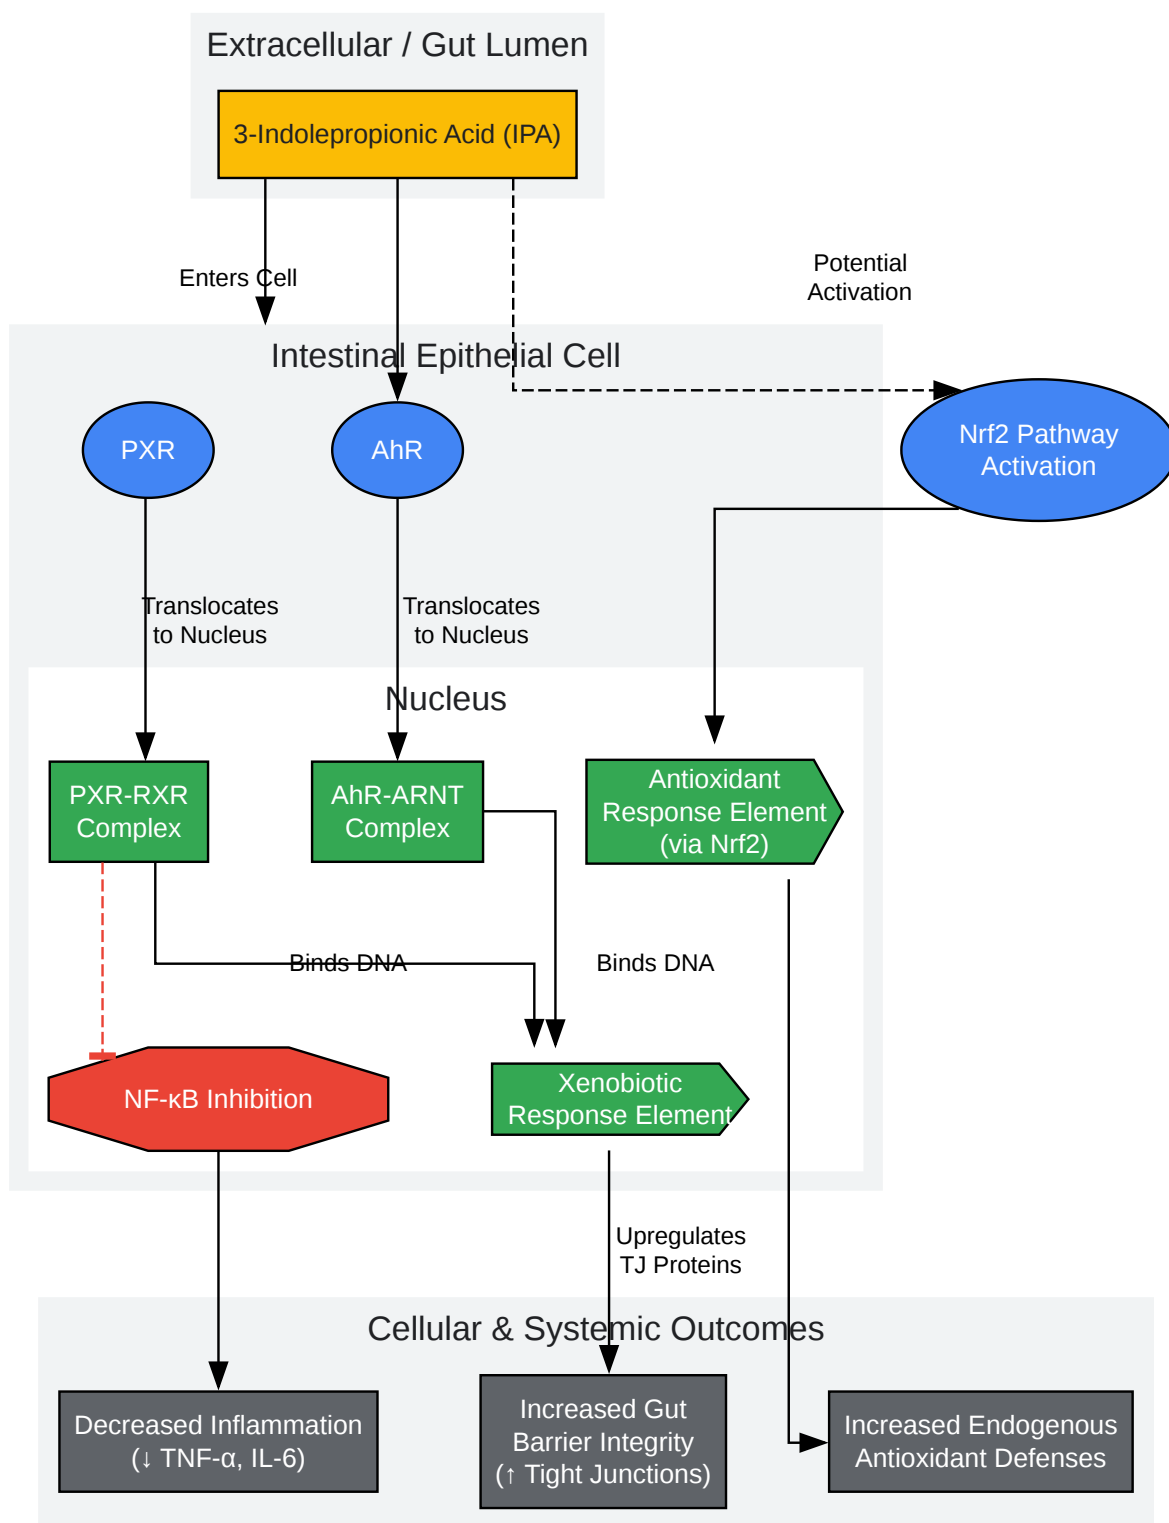 Extracellular / Gut Lumen
3-Indolepropionic Acid (IPA)
Enters Cell
Potential
Activation
Intestinal Epithelial Cell
PXR
AhR
Nrf2 Pathway
Activation
Translocates
to Nucleus
Translocates
to Nucleus
Nucleus
PXR-RXR
Complex
AhR-ARNT
Complex
Antioxidant
Response Element
(via Nrf2)
Binds DNA
Binds DNA
NF-κB Inhibition
Xenobiotic
Response Element
Upregulates
TJ Proteins
Cellular & Systemic Outcomes
Decreased Inflammation
(↓ TNF-α, IL-6)
Increased Gut
Barrier Integrity
(↑ Tight Junctions)
Increased Endogenous
Antioxidant Defenses